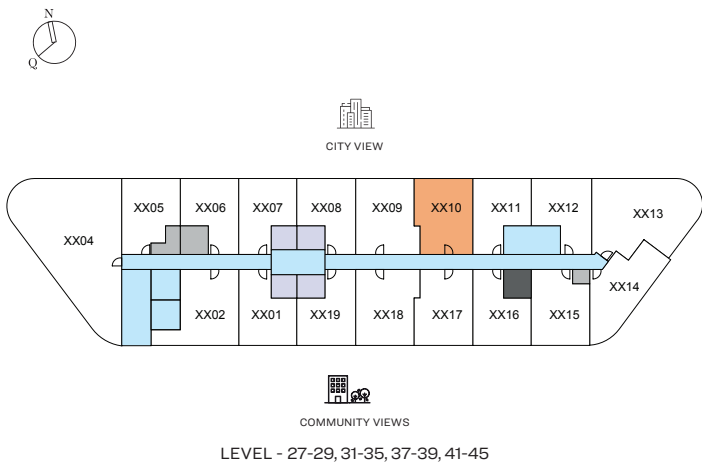 N
Q
CITY VIEW
XX05 XX06 XX07 XX08 XX09 XX10 XX11 XX12
XX13
XX04
XX14
XX02 XX01 XX19 XX18 XX17 XX16 XX15
COMMUNITY VIEWS
LEVEL - 27-29, 31-35, 37-39, 41-45